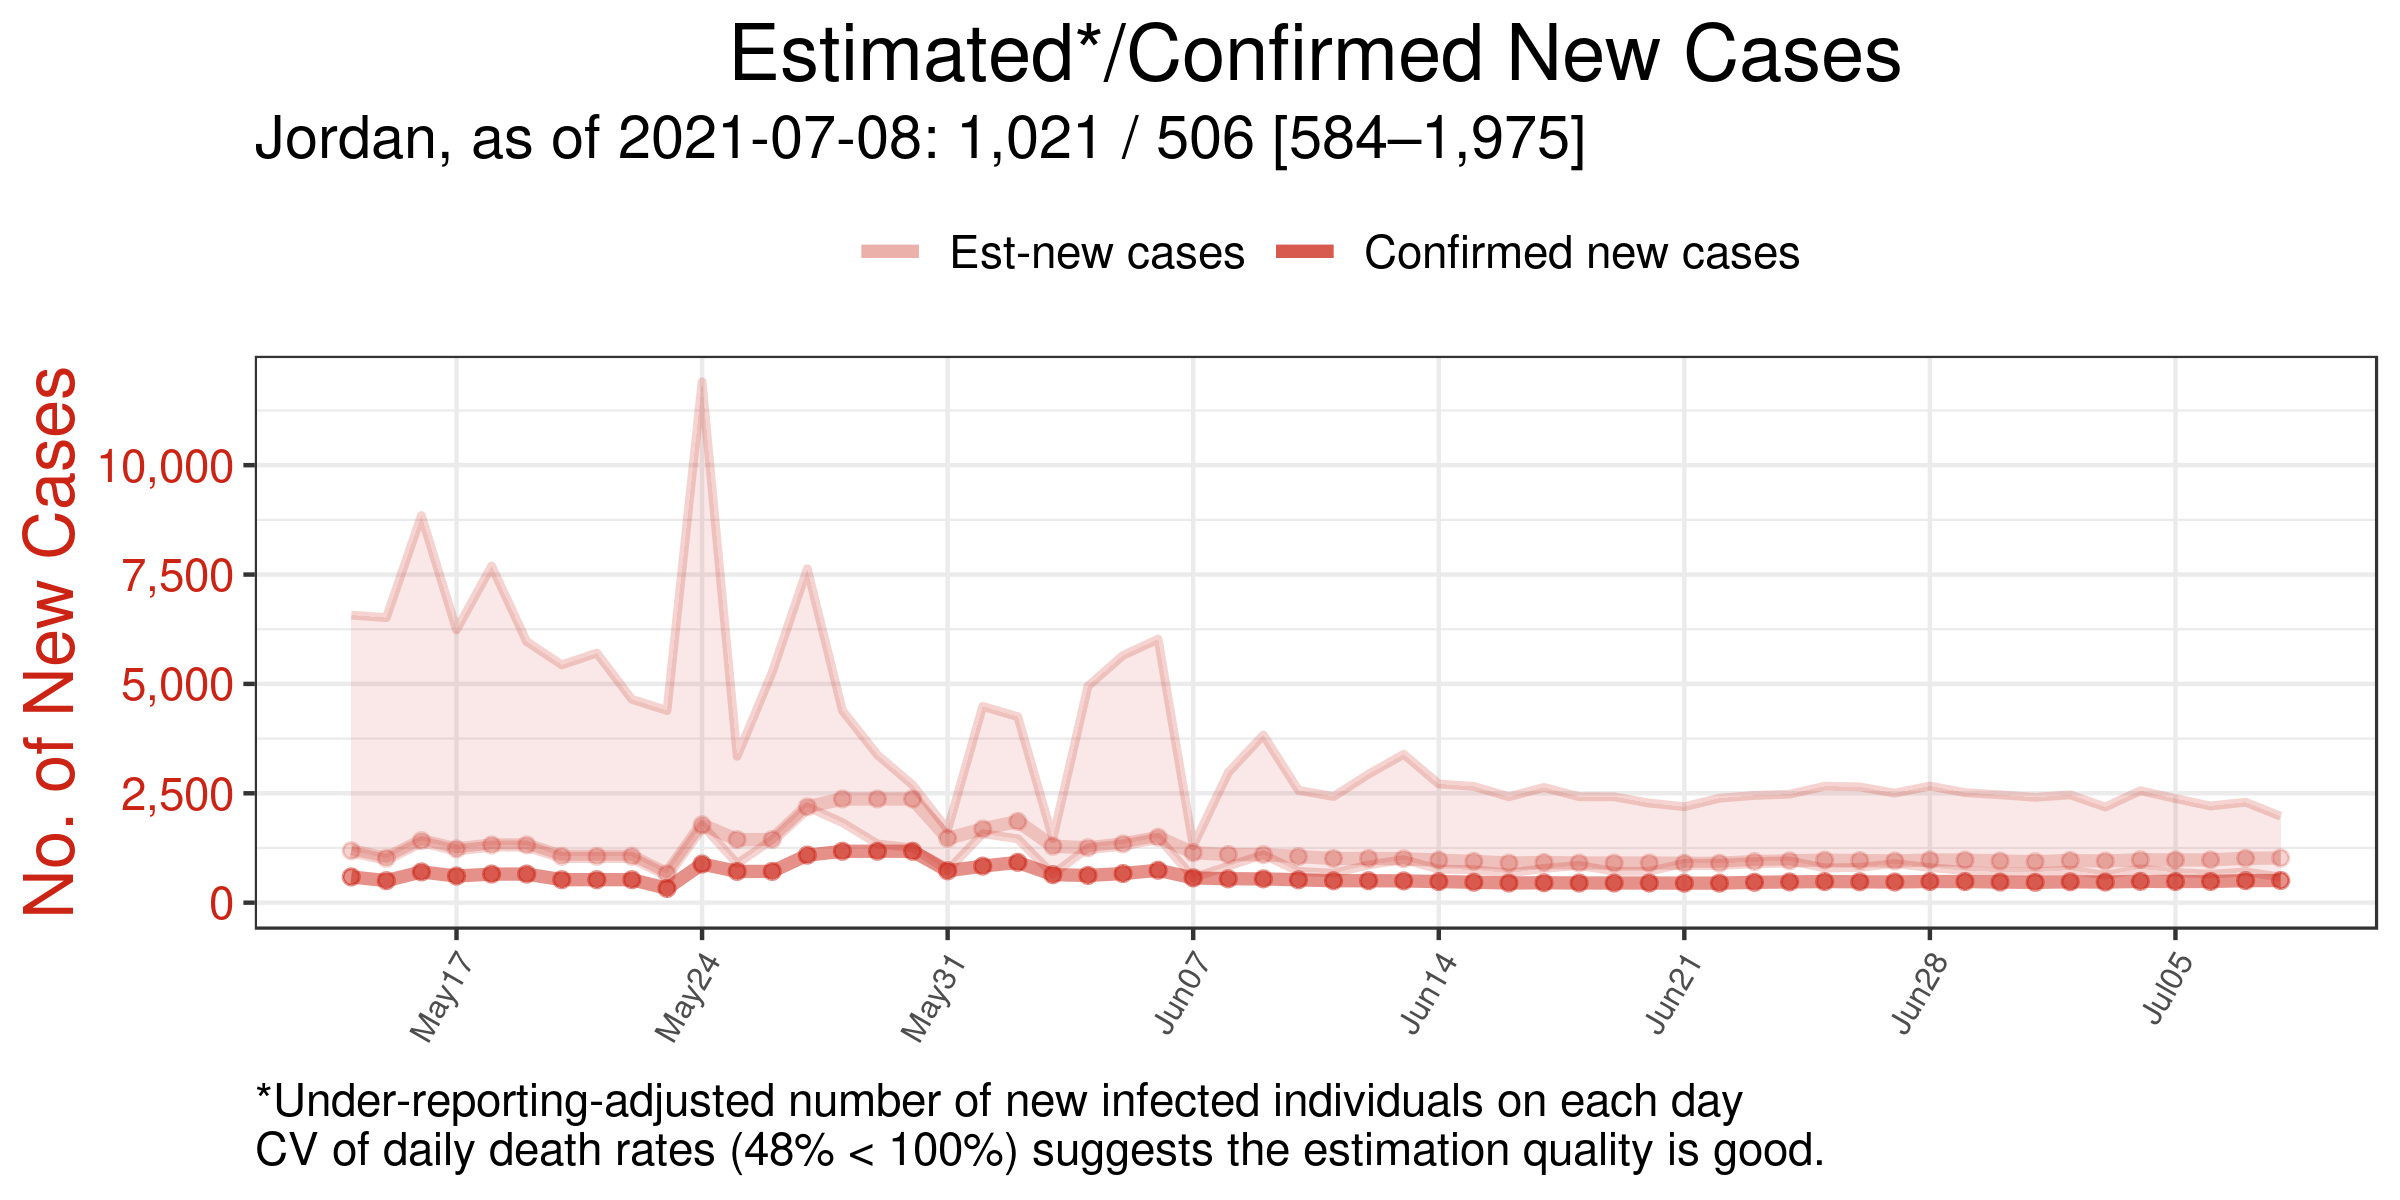 Estimated*/Confirmed New Cases
Jordan, as of 2021-07-08: 1,021 / 506 [584–1,975]
Est-new cases
Confirmed new cases
No. of New Cases
10,000
7,500
5,000
2,500
0
May17
May24
May31
Jun07
Jun14
Jun21
Jun28
Jul05
*Under-reporting-adjusted number of new infected individuals on each day
CV of daily death rates (48% < 100%) suggests the estimation quality is good.